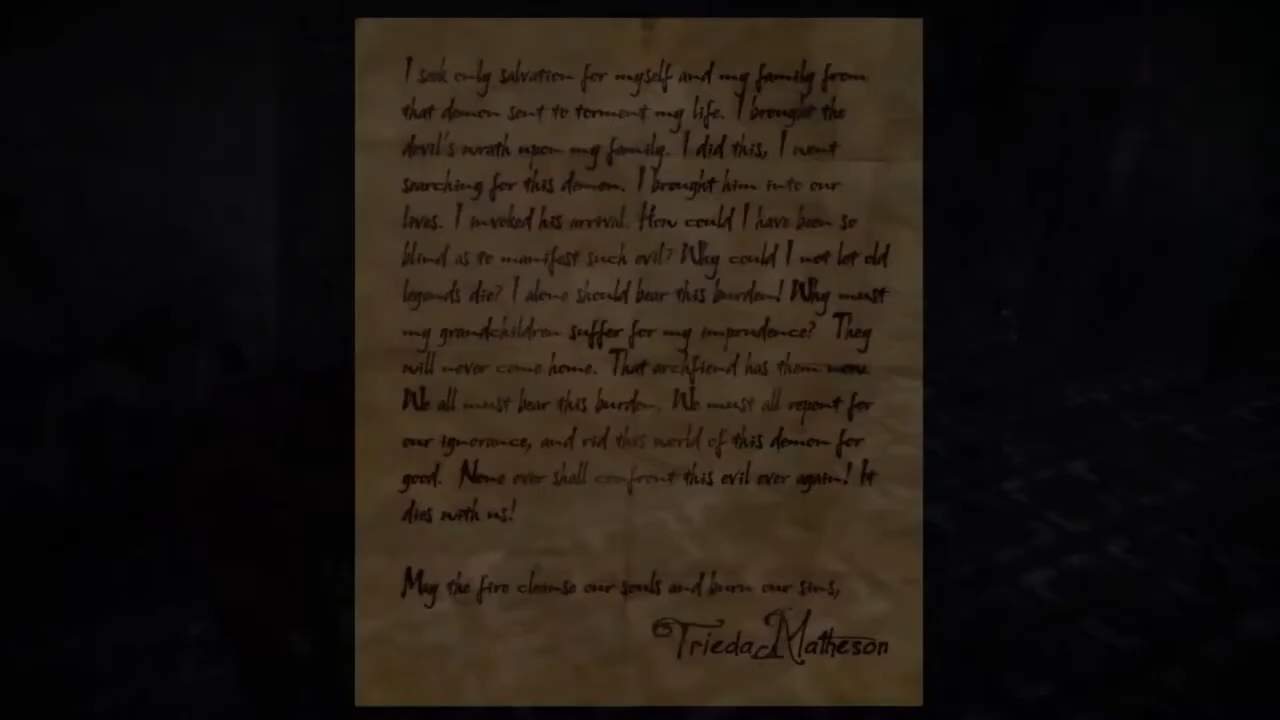 I seek only salvation for myself and my family from
that demon sent to torment my life. I brought the
devil's wrath upon my family. I did this, I went
searching for this demon. I brought him into our
lives. I invoked his arrival. How could I have been so
blind as to manifest such evil? Why could I not let old
legends die? I alone should bear this burden! Why must
my grandchildren suffer for my imprudence? They
will never come home. That archfiend has them now.
We all must bear this burden. We must all repent for
our ignorance, and rid this world of this demon for
good. None ever shall confront this evil ever again! It
dies with us!
May the fire cleanse our souls and burn our sins,
Trieda Matheson